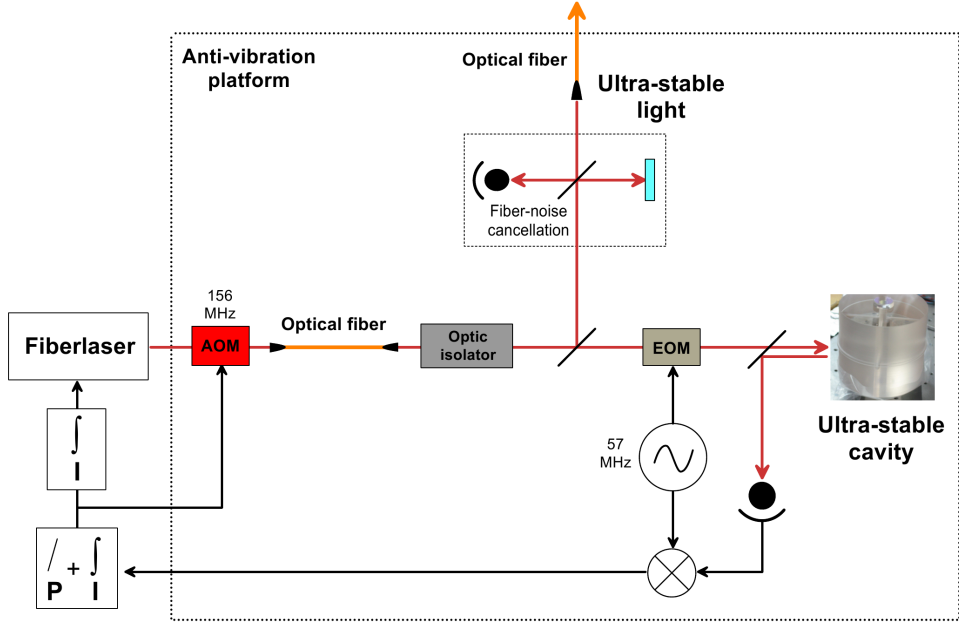 Anti-vibration
platform
Optical fiber
Ultra-stable
light
Fiber-noise
cancellation
156
MHz
Fiberlaser
AOM
Optical fiber
Optic
isolator
EOM
Ultra-stable
cavity
∫
I
57
MHz
/ + ∫
P I